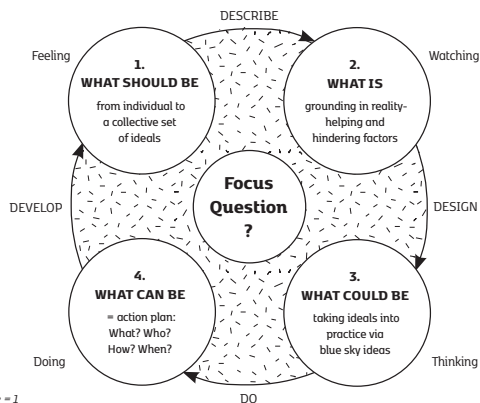 DESCRIBE
Feeling
1.
WHAT SHOULD BE
from individual to
a collective set
of ideals
Watching
2.
WHAT IS
grounding in reality-
helping and
hindering factors
Focus
Question
?
DEVELOP
DESIGN
4.
WHAT CAN BE
= action plan:
What? Who?
How? When?
3.
WHAT COULD BE
taking ideals into
practice via
blue sky ideas
Doing
Thinking
DO
= 1